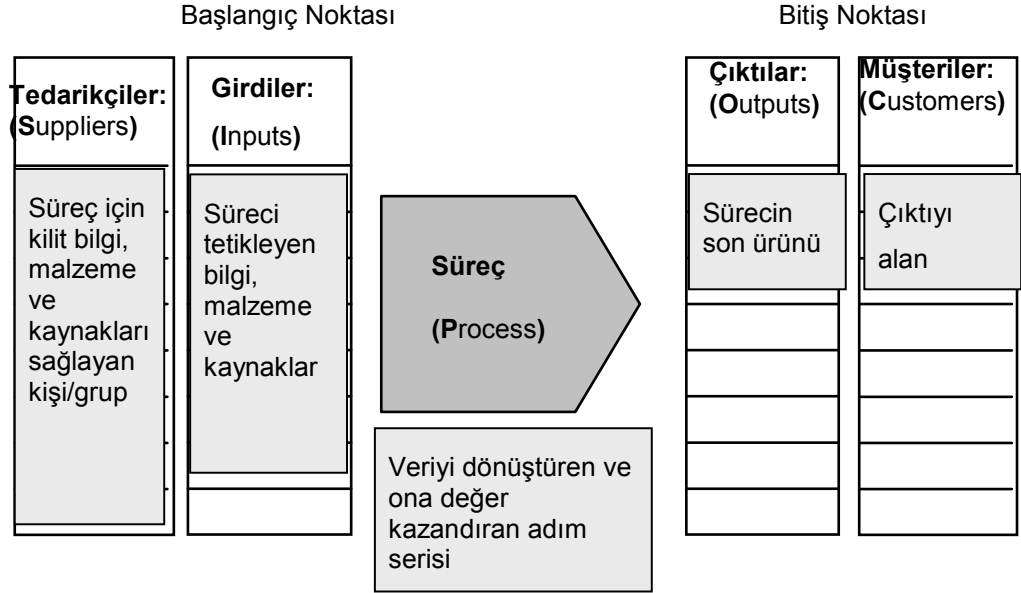 Başlangıç Noktası
Bitiş Noktası
Tedarikçiler:
(Suppliers)
Süreç için
kilit bilgi,
malzeme
ve
kaynakları
sağlayan
kişi/grup
Girdiler:
(Inputs)
Süreci
tetikleyen
bilgi,
malzeme
ve
kaynaklar
Süreç
(Process)
Veriyi dönüştüren ve
ona değer
kazandıran adım
serisi
Çıktılar:
(Outputs)
Sürecin
son ürünü
Müşteriler:
(Customers)
Çıktıyı
alan